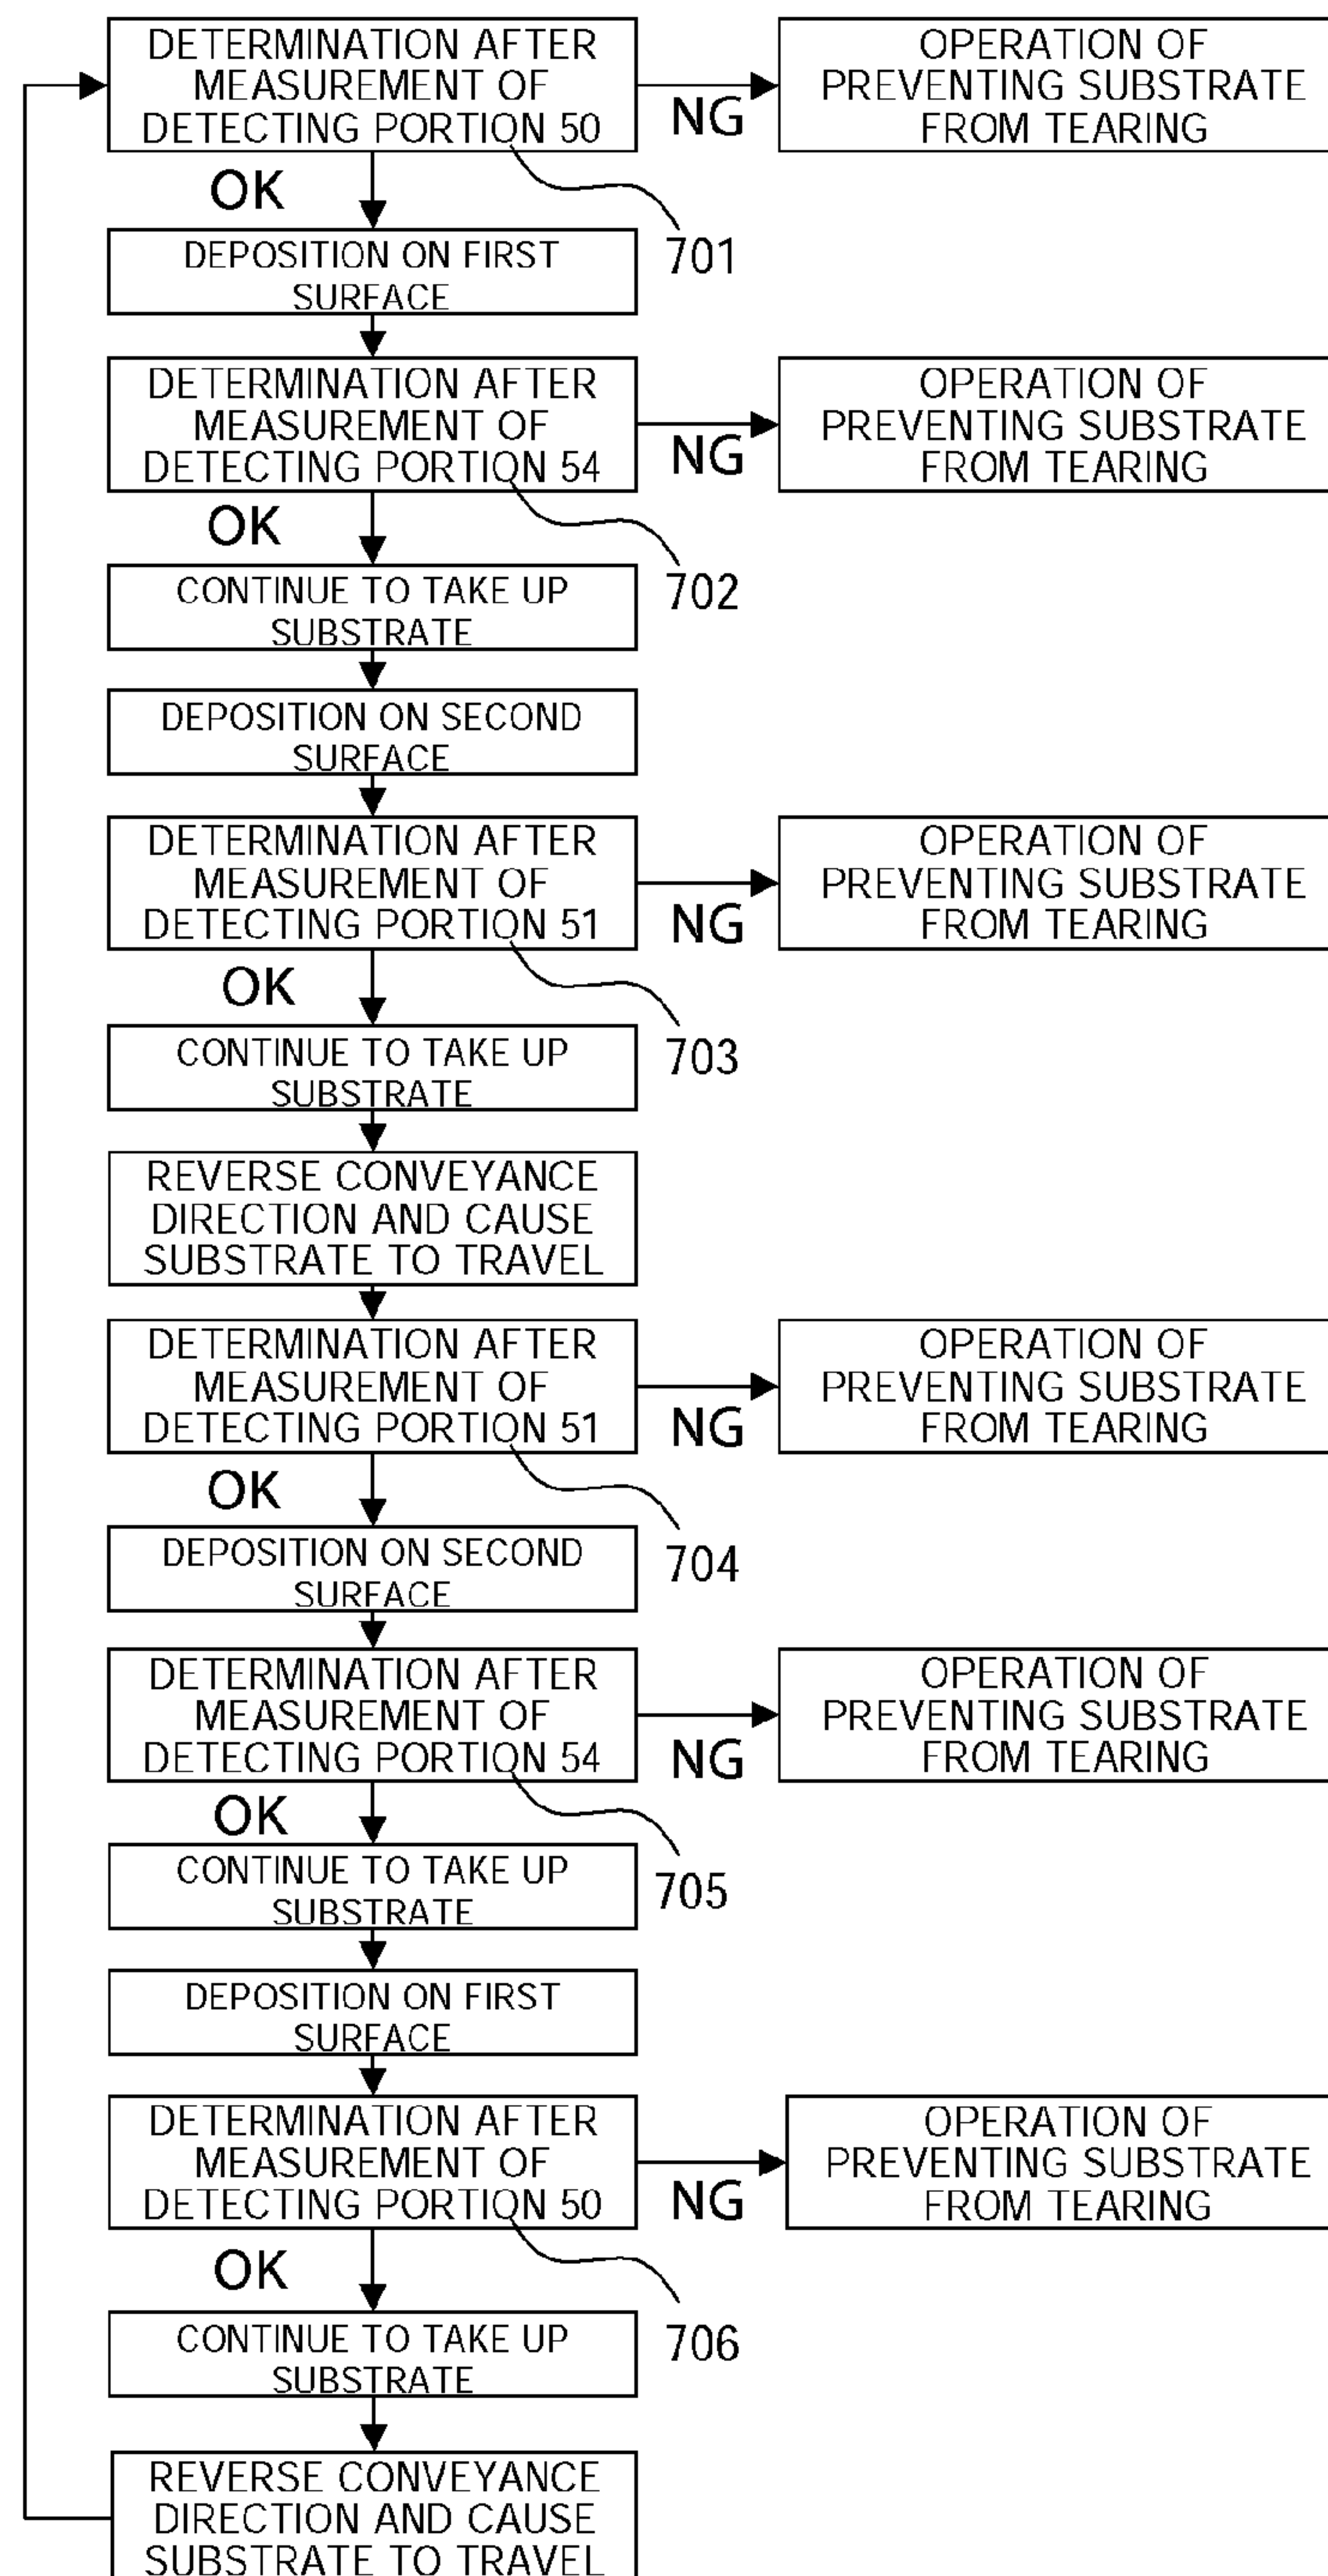 DETERMINATION AFTER
MEASUREMENT OF
DETECTING PORTION 50
NG
OPERATION OF
PREVENTING SUBSTRATE
FROM TEARING
OK
701
DEPOSITION ON FIRST
SURFACE
DETERMINATION AFTER
MEASUREMENT OF
DETECTING PORTION 54
NG
OPERATION OF
PREVENTING SUBSTRATE
FROM TEARING
OK
702
CONTINUE TO TAKE UP
SUBSTRATE
DEPOSITION ON SECOND
SURFACE
DETERMINATION AFTER
MEASUREMENT OF
DETECTING PORTION 51
NG
OPERATION OF
PREVENTING SUBSTRATE
FROM TEARING
OK
703
CONTINUE TO TAKE UP
SUBSTRATE
REVERSE CONVEYANCE
DIRECTION AND CAUSE
SUBSTRATE TO TRAVEL
DETERMINATION AFTER
MEASUREMENT OF
DETECTING PORTION 51
NG
OPERATION OF
PREVENTING SUBSTRATE
FROM TEARING
OK
704
DEPOSITION ON SECOND
SURFACE
DETERMINATION AFTER
MEASUREMENT OF
DETECTING PORTION 54
NG
OPERATION OF
PREVENTING SUBSTRATE
FROM TEARING
OK
705
CONTINUE TO TAKE UP
SUBSTRATE
DEPOSITION ON FIRST
SURFACE
DETERMINATION AFTER
MEASUREMENT OF
DETECTING PORTION 50
NG
OPERATION OF
PREVENTING SUBSTRATE
FROM TEARING
OK
706
CONTINUE TO TAKE UP
SUBSTRATE
REVERSE CONVEYANCE
DIRECTION AND CAUSE
SUBSTRATE TO TRAVEL